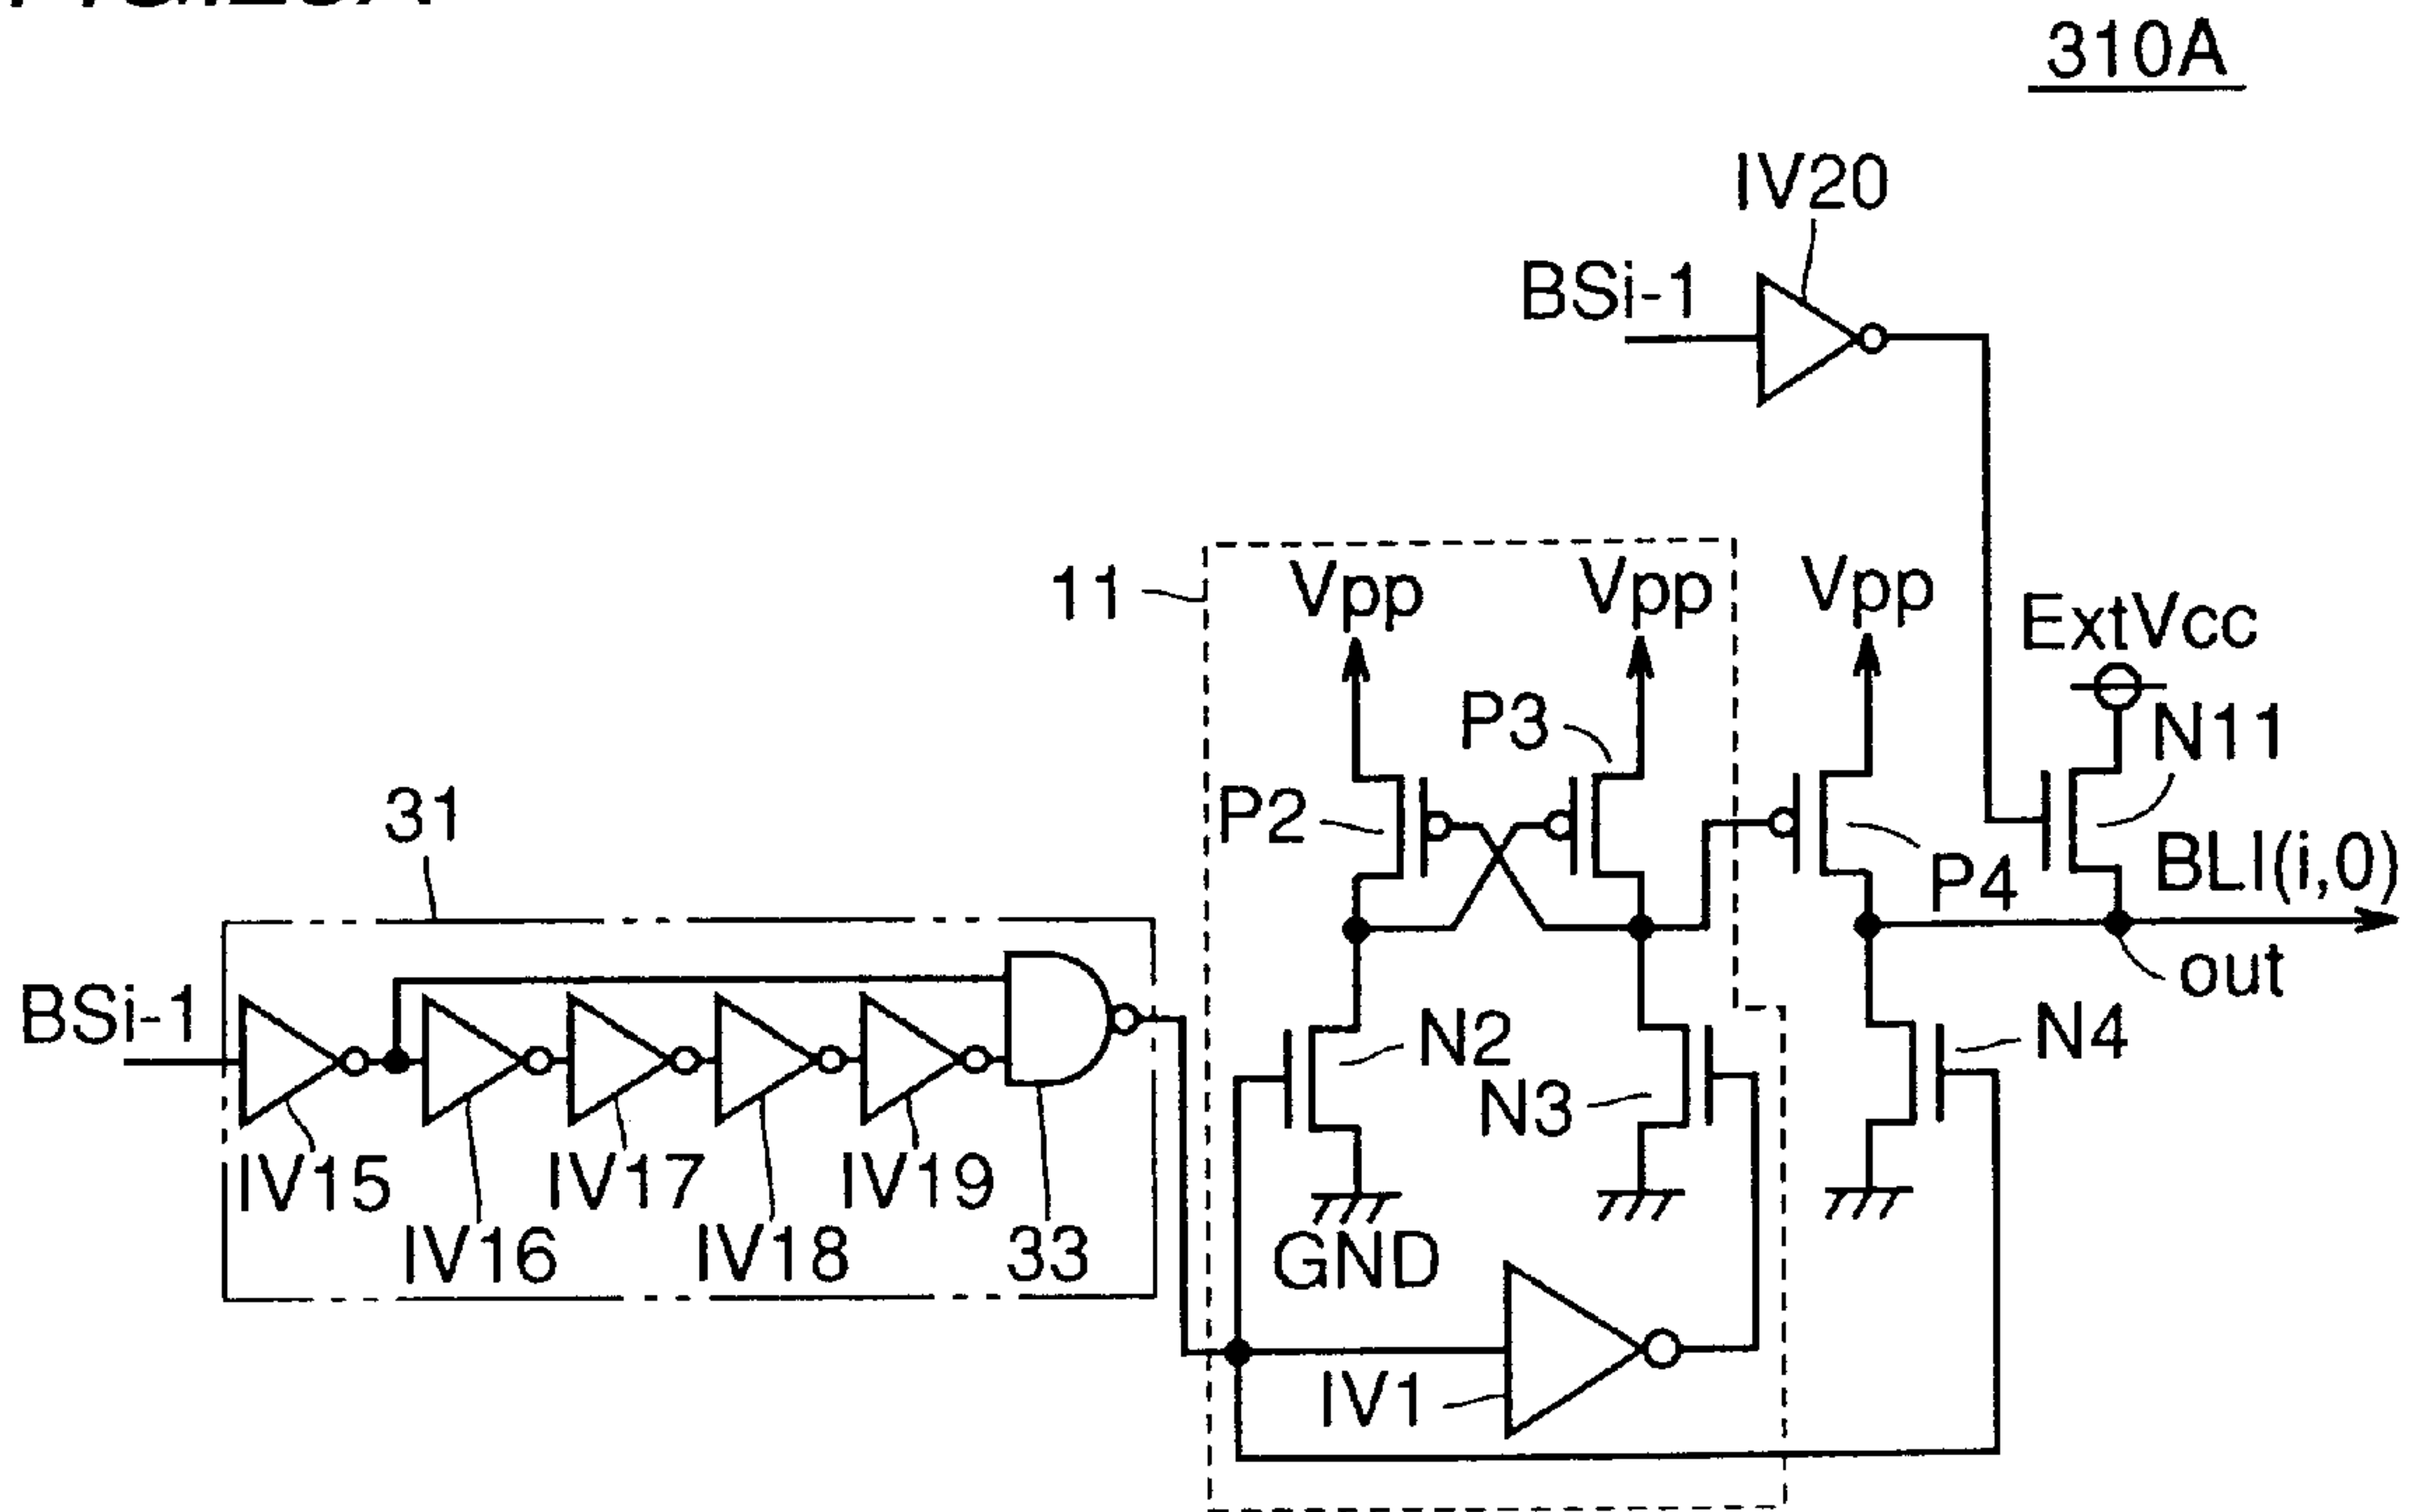 310A
IV20
BSi-1
11
Vpp
Vpp
Vpp
ExtVcc
P3
N11
P2
31
P4
BLI(i,0)
out
BSi-1
N2
N3
N4
IV15
IV16
IV17
IV18
IV19
33
GND
IV1